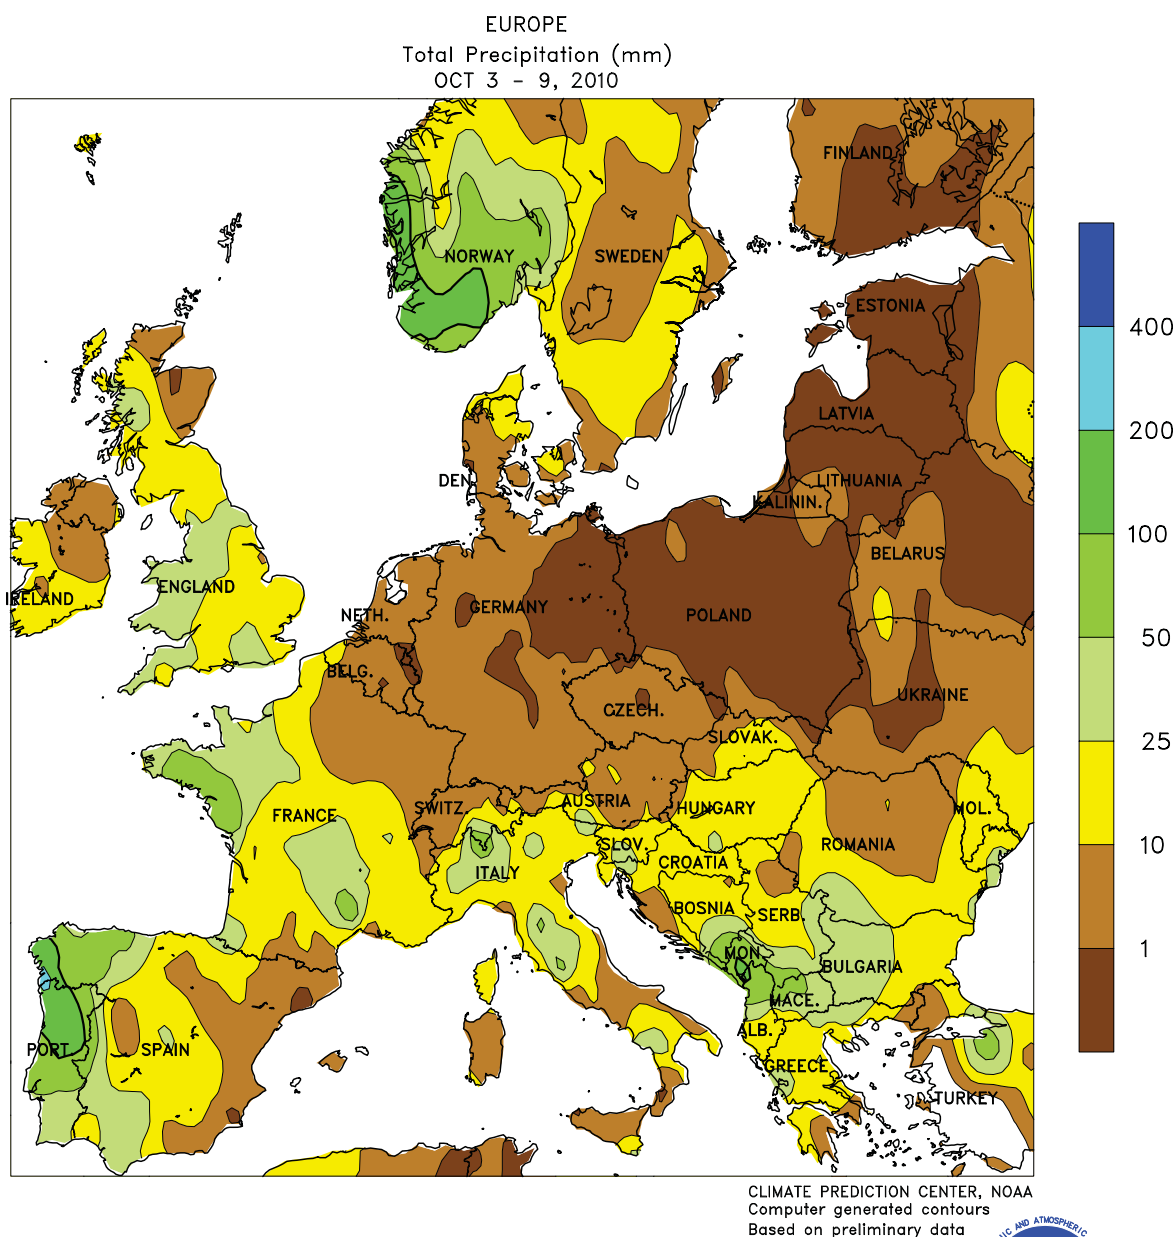 EUROPE
Total Precipitation (mm)
OCT 3 - 9, 2010
FINLAND
NORWAY
SWEDEN
ESTONIA
LATVIA
DEN.
LITHUANIA
KALININ.
BELARUS
ENGLAND
IRELAND
NETH.
GERMANY
POLAND
BELG.
UKRAINE
CZECH.
SLOVAK.
FRANCE
SWITZ.
AUSTRIA
HUNGARY
MOL.
SLOV.
ROMANIA
CROATIA
ITALY
BOSNIA
SERB.
MON.
BULGARIA
MACE.
ALB.
PORT.
SPAIN
GREECE
TURKEY
400
200
100
50
25
10
1
CLIMATE PREDICTION CENTER, NOAA
Computer generated contours
Based on preliminary data
AND ATMOSPHERIC